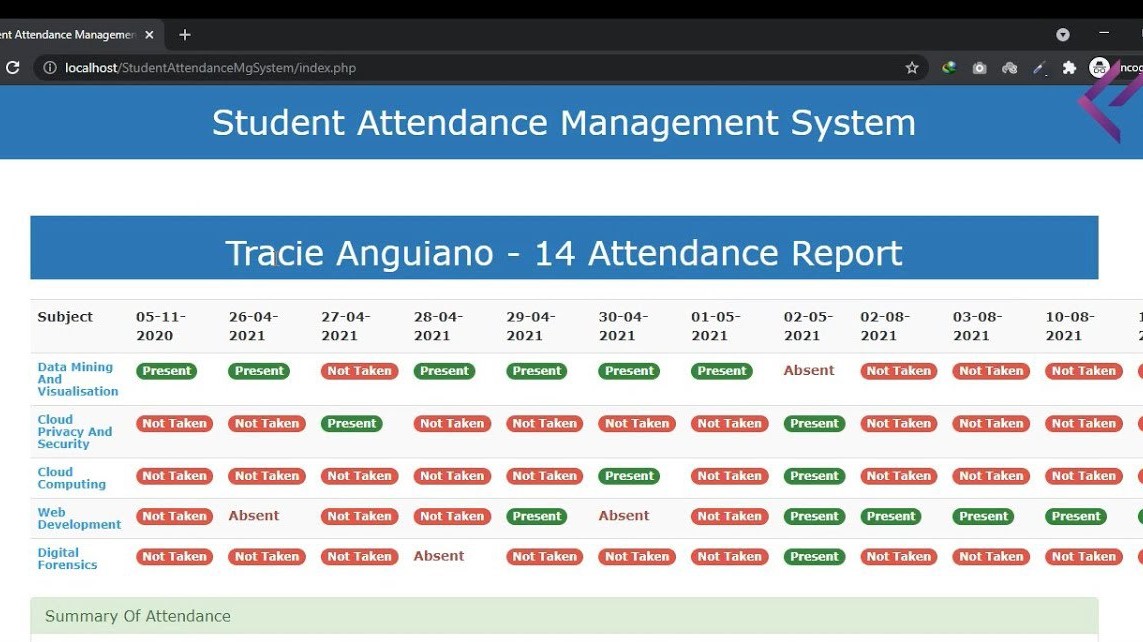 ent Attendance Managemen
localhost/StudentAttendanceMgSystem/index.php
Student Attendance Management System
Tracie Anguiano - 14 Attendance Report
Subject 05-11- 26-04- 27-04- 28-04- 29-04- 30-04- 01-05- 02-05- 02-08- 03-08- 10-08-
2020 2021 2021 2021 2021 2021 2021 2021 2021 2021 2021
Data Mining
And
Visualisation
Present Present Not Taken Present Present Present Present Absent Not Taken Not Taken Not Taken
Cloud
Privacy And
Security
Not Taken Not Taken Present Not Taken Not Taken Not Taken Not Taken Present Not Taken Not Taken Not Taken
Cloud
Computing
Not Taken Not Taken Not Taken Not Taken Not Taken Present Not Taken Present Not Taken Not Taken Not Taken
Web
Development
Not Taken Absent Not Taken Not Taken Present Absent Not Taken Present Present Present Present
Digital
Forensics
Not Taken Not Taken Not Taken Absent Not Taken Not Taken Not Taken Present Not Taken Not Taken Not Taken
Summary Of Attendance